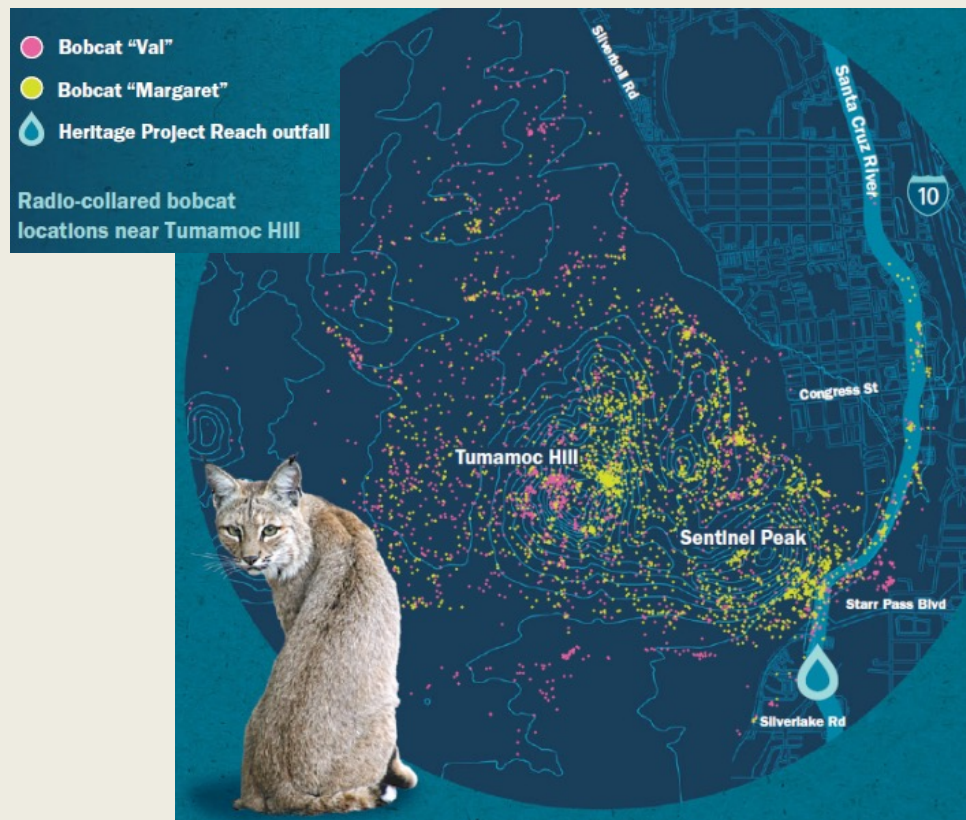 Bobcat “Val”
Bobcat “Margaret”
Heritage Project Reach outfall
Radio-collared bobcat
locations near Tumamoc Hill
Silverbell Rd
Santa Cruz River
10
Congress St
Tumamoc Hill
Sentinel Peak
Starr Pass Blvd
Silverlake Rd